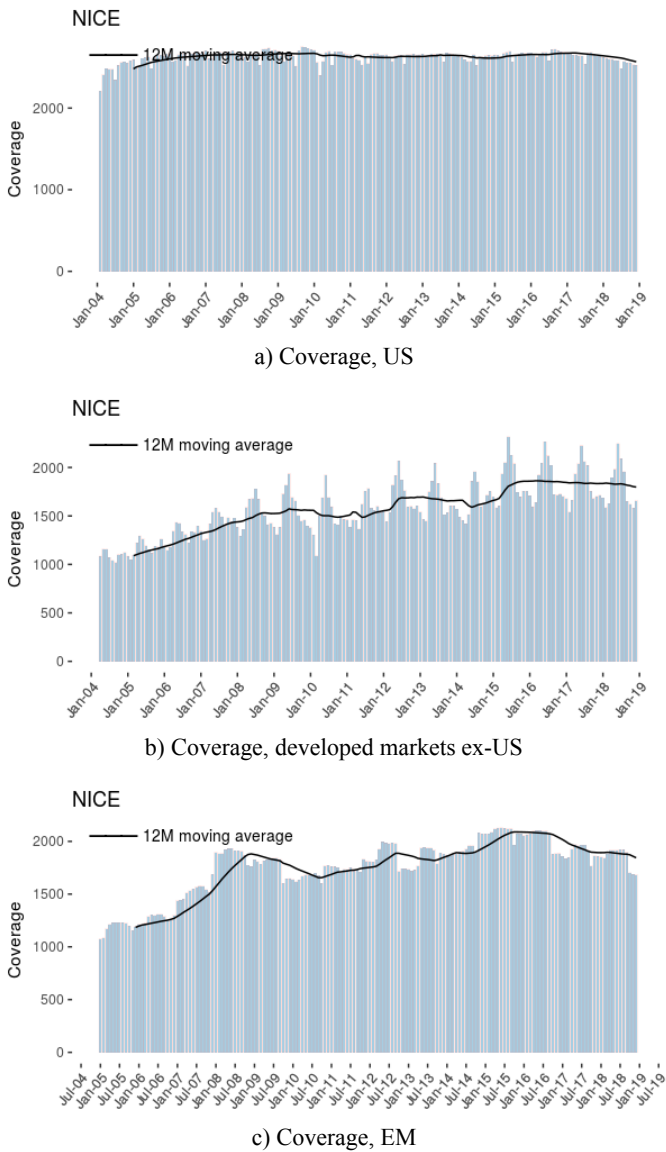 NICE
12M moving average
Coverage
2000
1000
0
Jan-04 Jan-05 Jan-06 Jan-07 Jan-08 Jan-09 Jan-10 Jan-11 Jan-12 Jan-13 Jan-14 Jan-15 Jan-16 Jan-17 Jan-18 Jan-19
a) Coverage, US
NICE
12M moving average
Coverage
2000
1500
1000
500
0
Jan-04 Jan-05 Jan-06 Jan-07 Jan-08 Jan-09 Jan-10 Jan-11 Jan-12 Jan-13 Jan-14 Jan-15 Jan-16 Jan-17 Jan-18 Jan-19
b) Coverage, developed markets ex-US
NICE
12M moving average
Coverage
2000
1500
1000
500
0
Jul-04 Jan-05 Jul-05 Jan-06 Jul-06 Jan-07 Jul-07 Jan-08 Jul-08 Jan-09 Jul-09 Jan-10 Jul-10 Jan-11 Jul-11 Jan-12 Jul-12 Jan-13 Jul-13 Jan-14 Jul-14 Jan-15 Jul-15 Jan-16 Jul-16 Jan-17 Jul-17 Jan-18 Jul-18 Jan-19 Jul-19
c) Coverage, EM